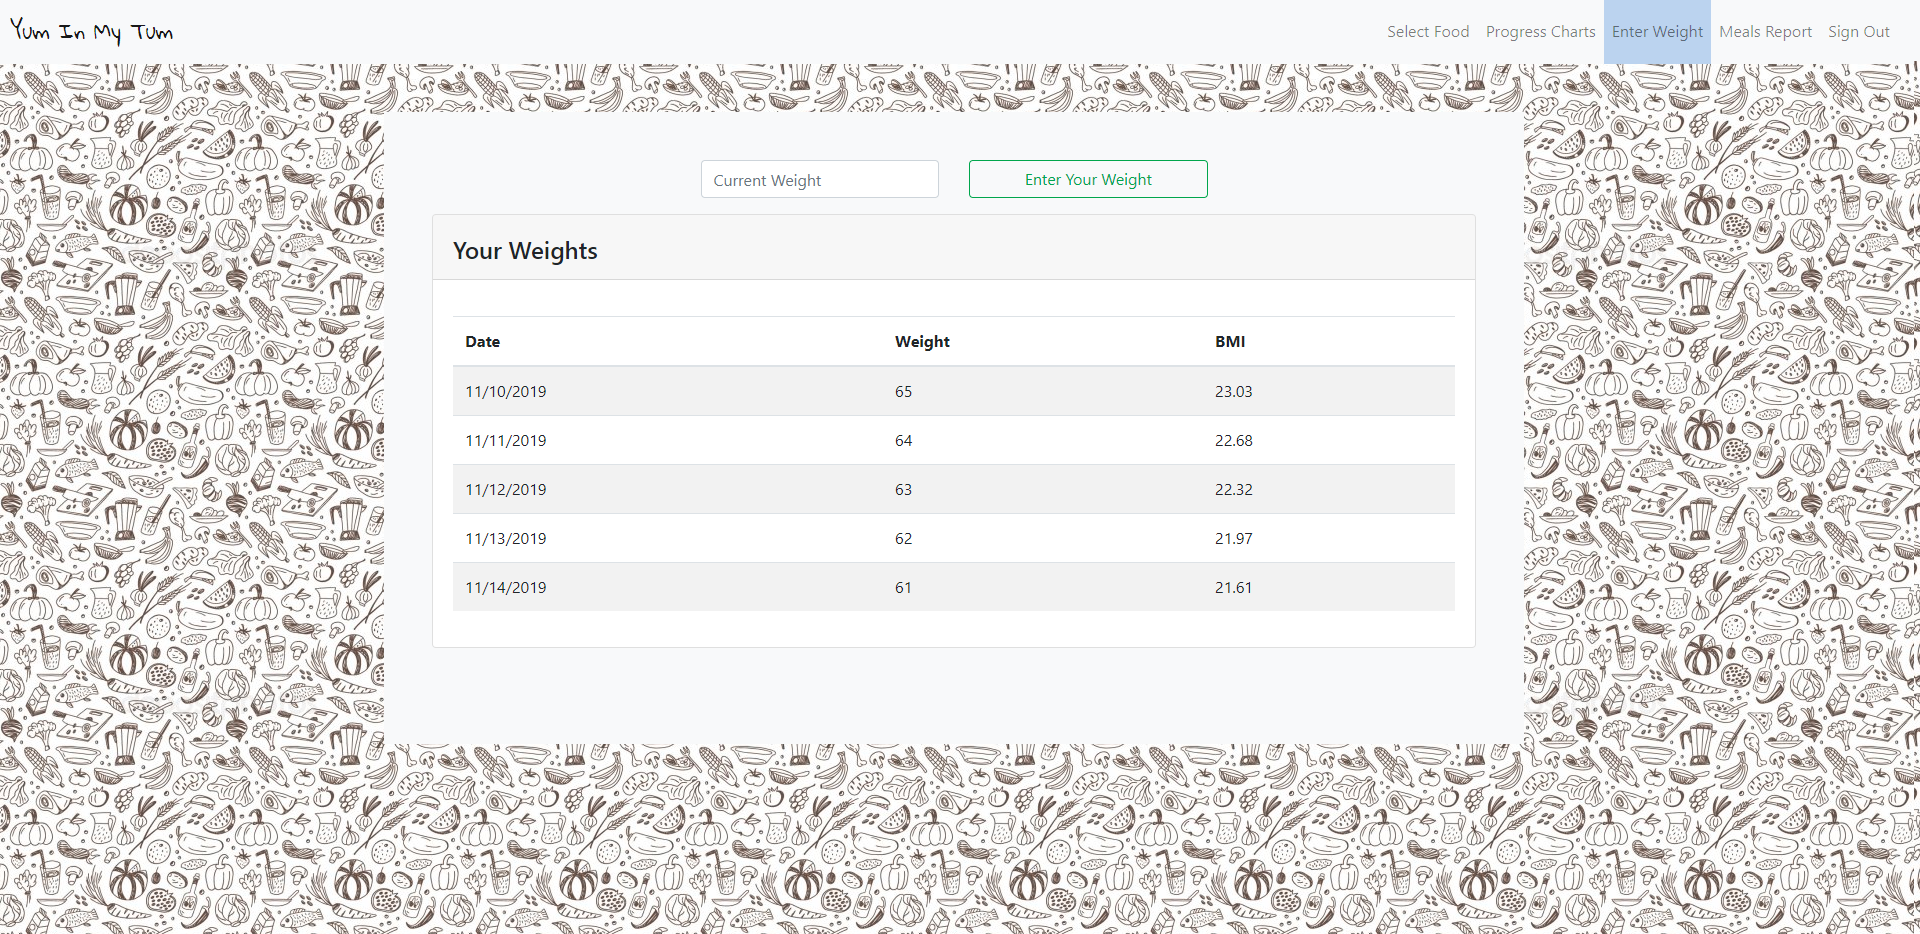 Yum In My Tum
Select Food Progress Charts Enter Weight Meals Report Sign Out
Current Weight Enter Your Weight
Your Weights
Date Weight BMI
11/10/2019 65 23.03
11/11/2019 64 22.68
11/12/2019 63 22.32
11/13/2019 62 21.97
11/14/2019 61 21.61